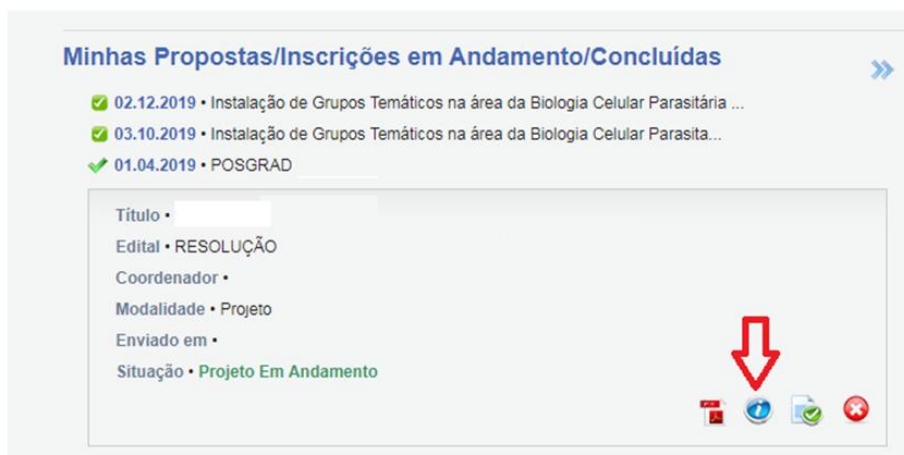 Minhas Propostas/Inscrições em Andamento/Concluídas
02.12.2019 • Instalação de Grupos Temáticos na área da Biologia Celular Parasitária ...
03.10.2019 • Instalação de Grupos Temáticos na área da Biologia Celular Parasita...
01.04.2019 • POSGRAD
Título •
Edital • RESOLUÇÃO
Coordenador •
Modalidade • Projeto
Enviado em •
Situação • Projeto Em Andamento